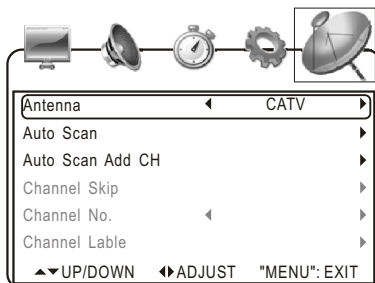 Antenna CATV
Auto Scan
Auto Scan Add CH
Channel Skip
Channel No.
Channel Lable
UP/DOWN ADJUST "MENU": EXIT